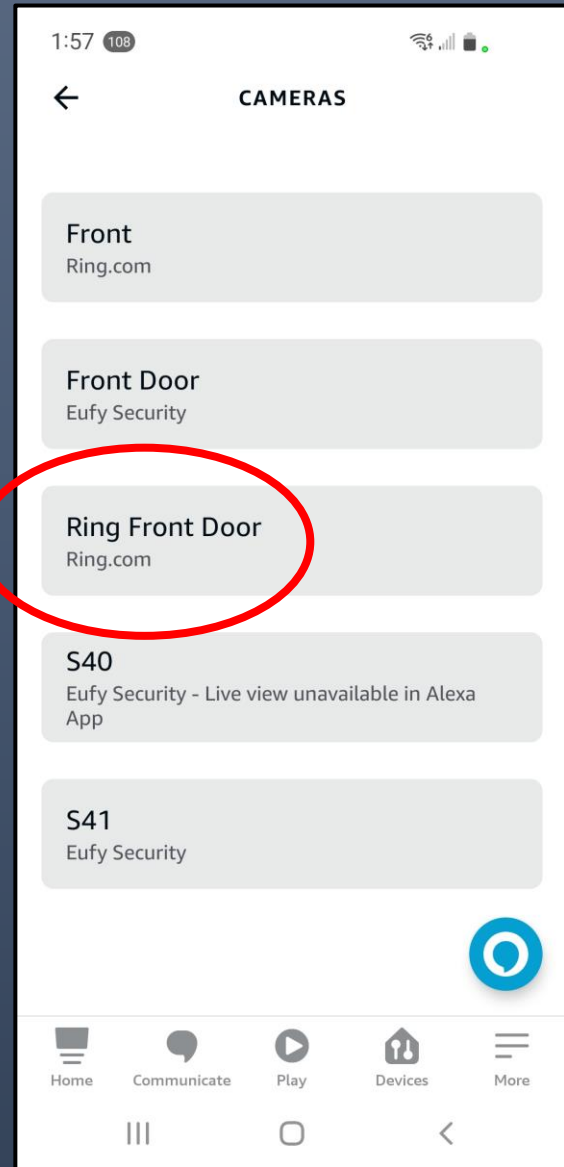 1:57 108
CAMERAS
Front
Ring.com
Front Door
Eufy Security
Ring Front Door
Ring.com
S40
Eufy Security - Live view unavailable in Alexa
App
S41
Eufy Security
Home Communicate Play Devices More